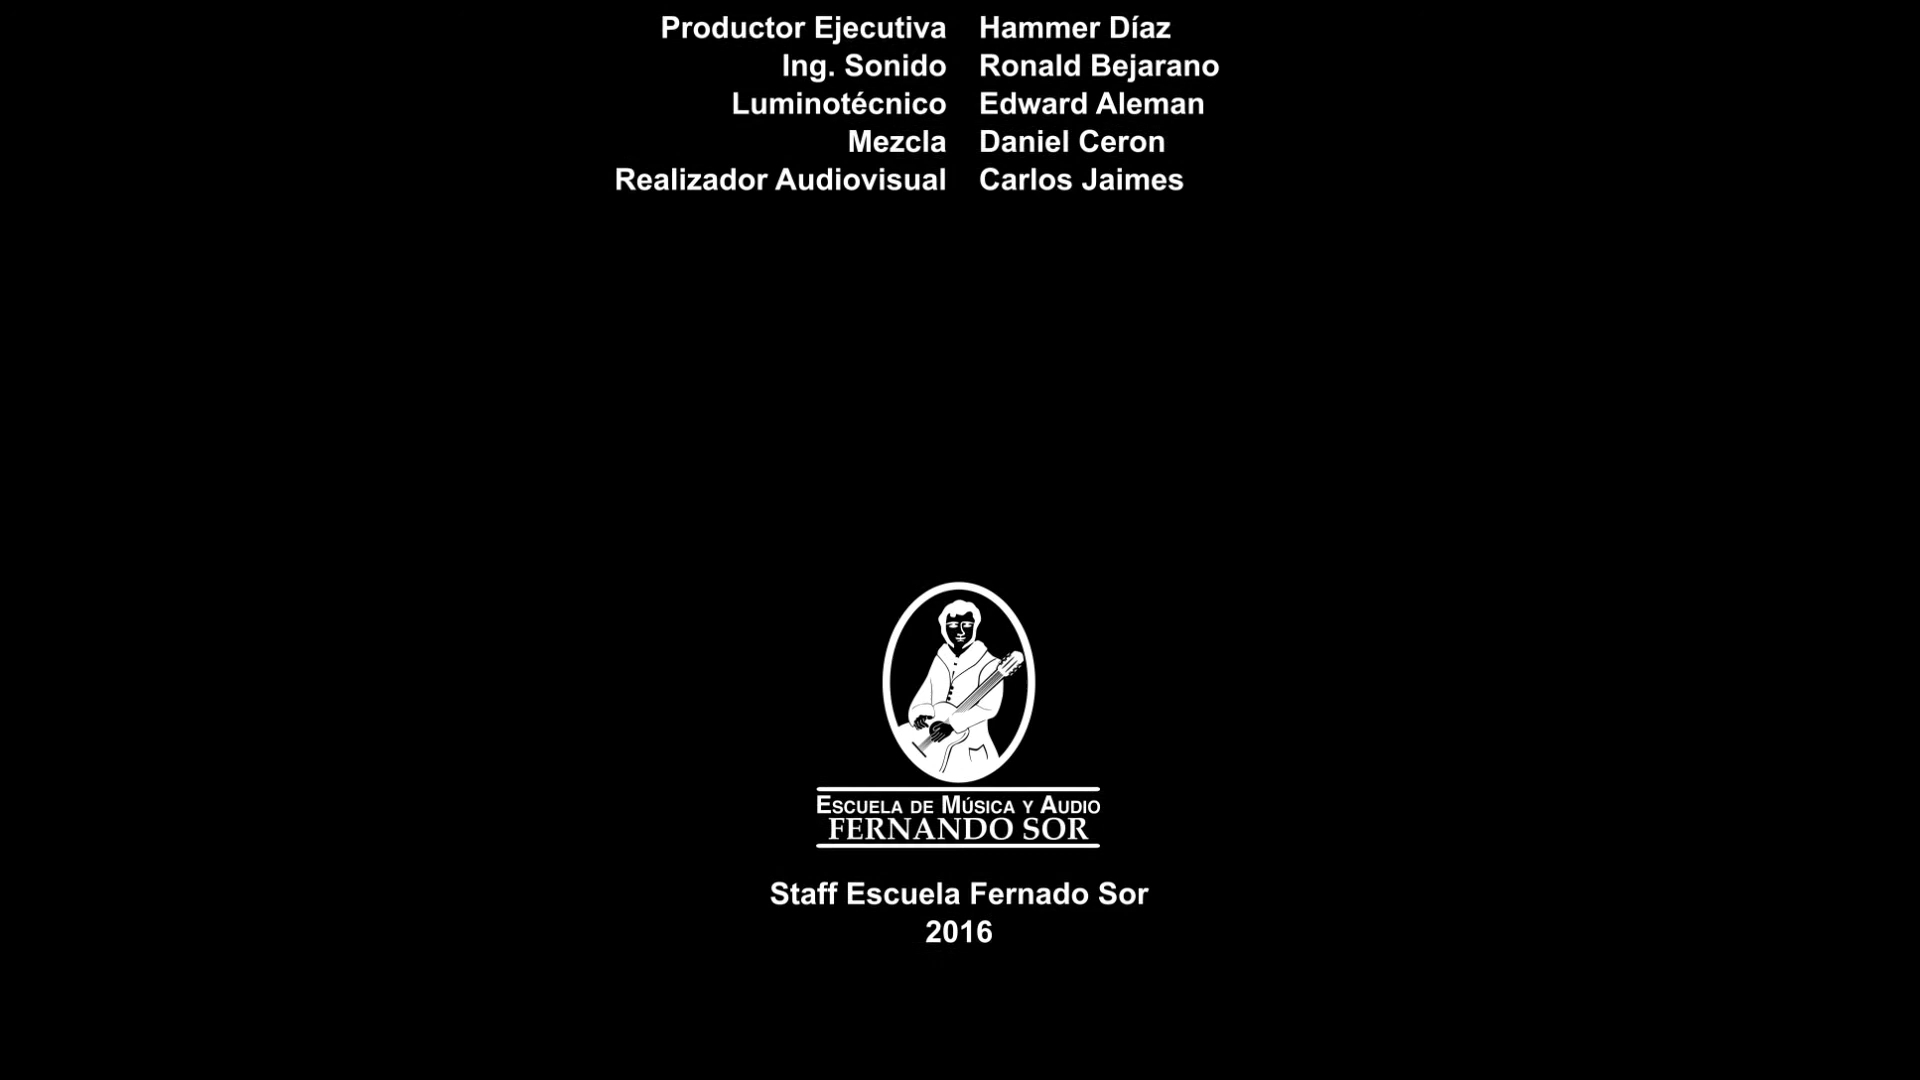 Productor Ejecutiva Hammer Díaz
Ing. Sonido Ronald Bejarano
Luminotécnico Edward Aleman
Mezcla Daniel Ceron
Realizador Audiovisual Carlos Jaimes
ESCUELA DE MÚSICA Y AUDIO
FERNANDO SOR
Staff Escuela Fernado Sor
2016